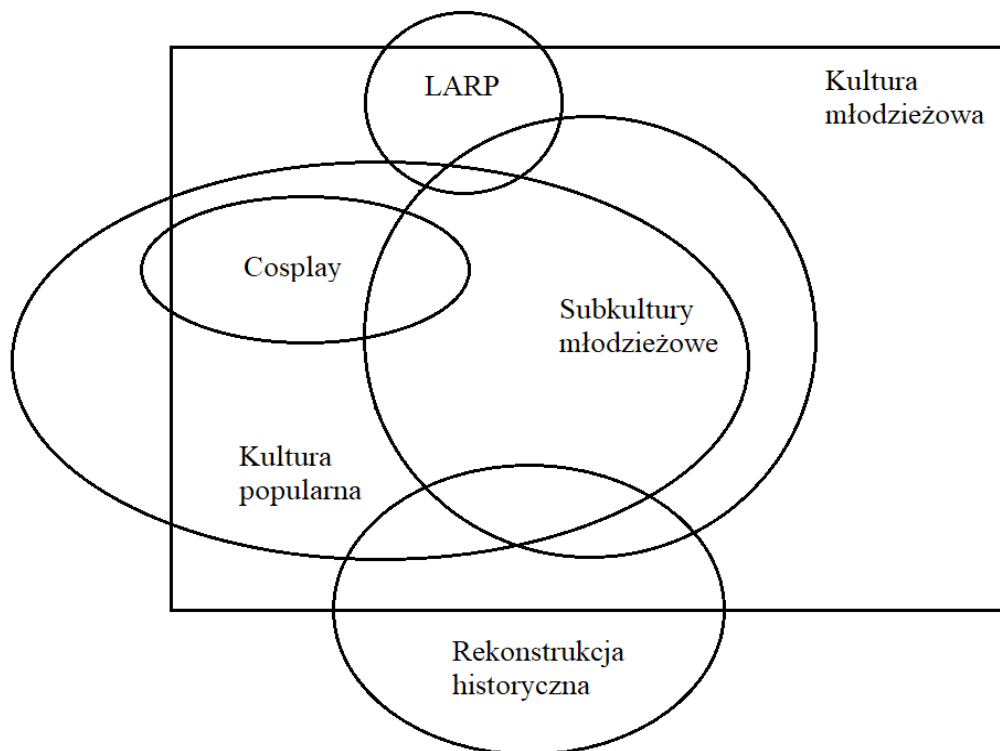 LARP
Kultura
młodzieżowa
Cosplay
Subkultury
młodzieżowe
Kultura
popularna
Rekonstrukcja
historyczna